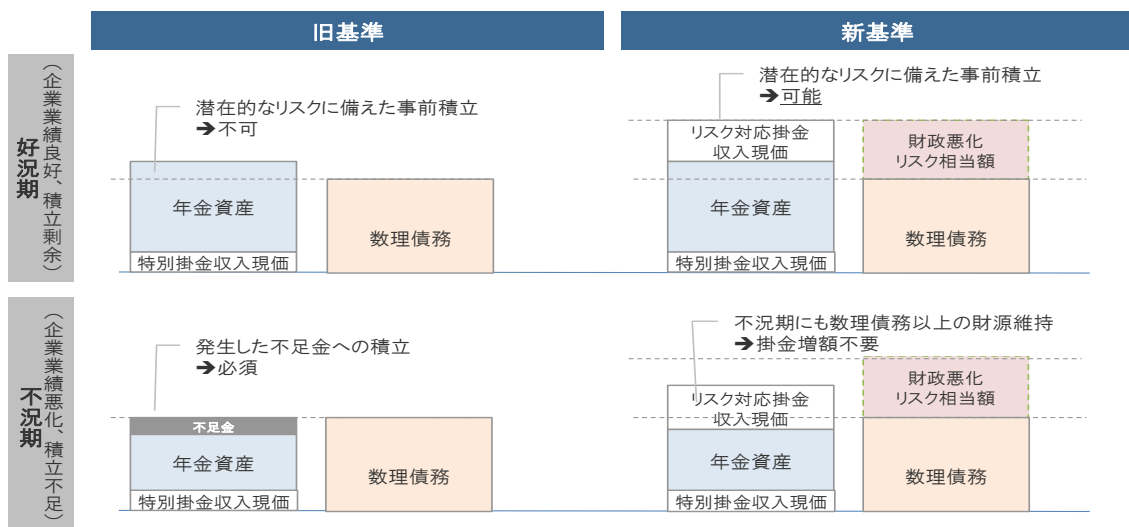 旧基準
新基準
好況期
（企業業績良好、積立剰余）
潜在的なリスクに備えた事前積立
➔不可
年金資産
特別掛金収入現価
数理債務
潜在的なリスクに備えた事前積立
➔可能
リスク対応掛金
収入現価
年金資産
特別掛金収入現価
財政悪化
リスク相当額
数理債務
不況期
（企業業績悪化、積立不足）
発生した不足金への積立
➔必須
不足金
年金資産
特別掛金収入現価
数理債務
不況期にも数理債務以上の財源維持
➔掛金増額不要
リスク対応掛金
収入現価
年金資産
特別掛金収入現価
財政悪化
リスク相当額
数理債務